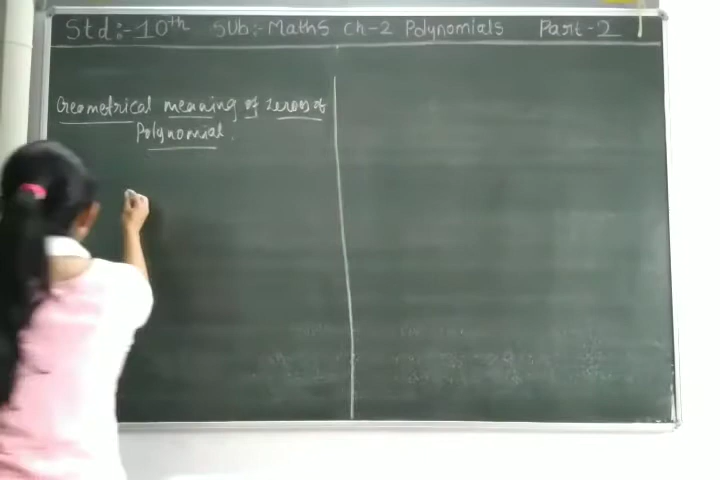 Std:- 10th Sub:- Maths Ch-2 Polynomials Part-2
Geometrical meaning of zeros of
Polynomial.